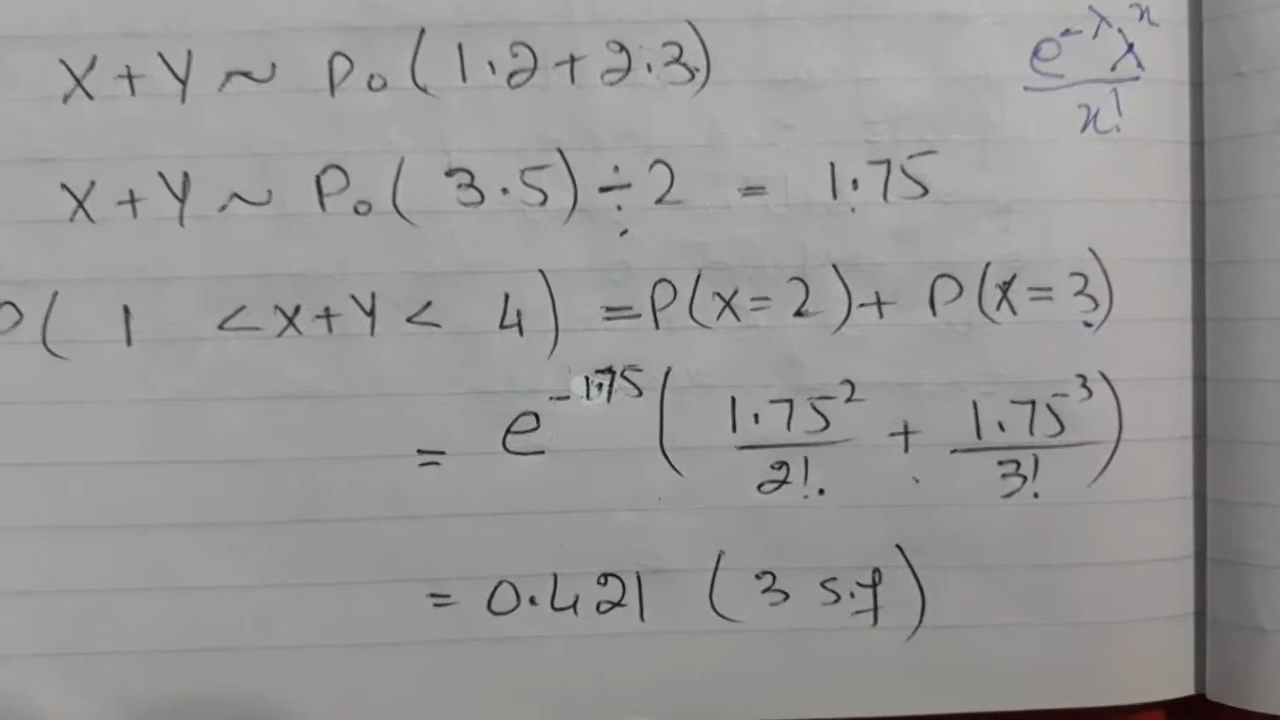 X + Y ~ Po(1.2+2.3)
e^-λ λ^x / x!
X + Y ~ Po(3.5) ÷ 2 = 1.75
P( 1 < X+Y < 4) = P(X=2) + P(X=3)
= e^-1.75 ( 1.75^2 / 2! + 1.75^3 / 3! )
= 0.421 (3 s.f)